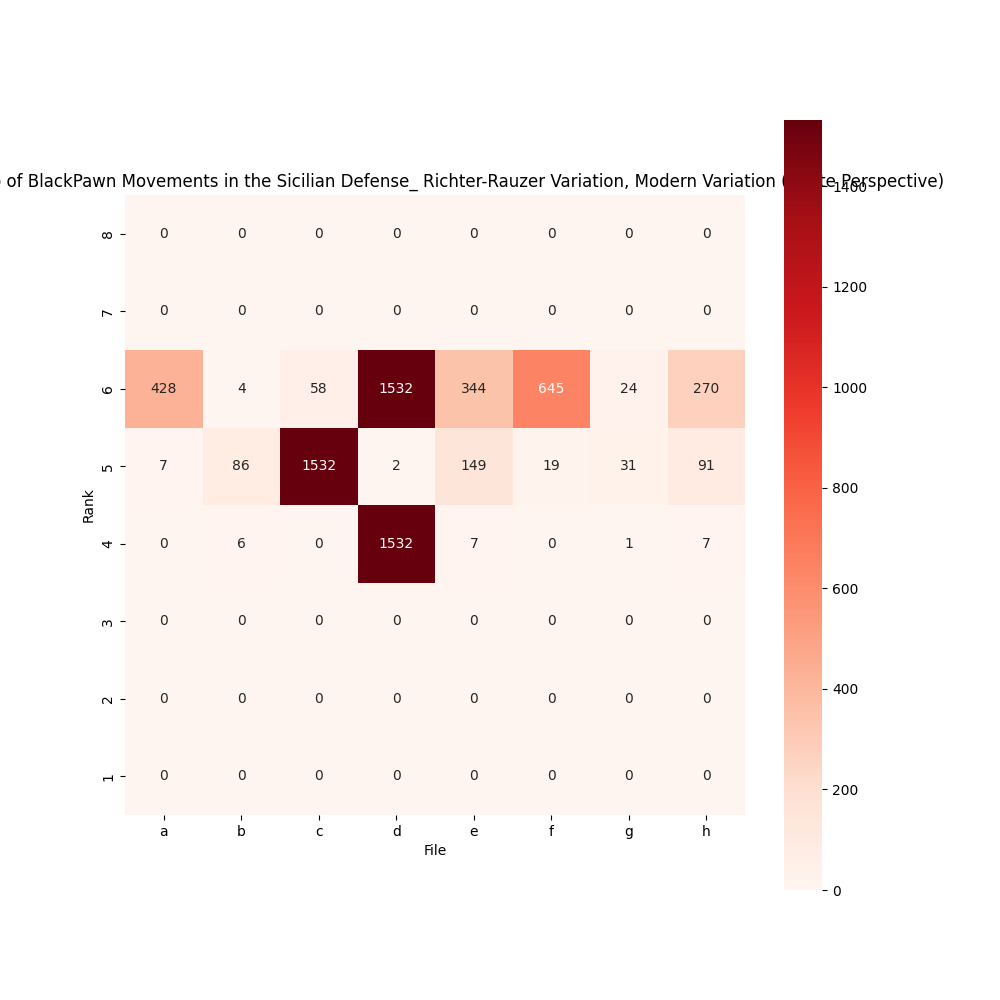 of BlackPawn Movements in the Sicilian Defense_ Richter-Rauzer Variation, Modern Variation ( Perspective)
1400
8 0 0 0 0 0 0 0 0
1200
7 0 0 0 0 0 0 0 0
6 428 4 58 1532 344 645 24 270
1000
5 7 86 1532 2 149 19 31 91
800
Rank
4 0 6 0 1532 7 0 1 7
600
3 0 0 0 0 0 0 0 0
400
2 0 0 0 0 0 0 0 0
1 0 0 0 0 0 0 0 0
200
a b c d e f g h
File
0